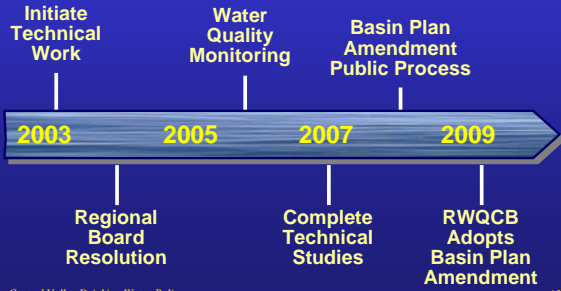 Initiate
Technical
Work
Water
Quality
Monitoring
Basin Plan
Amendment
Public Process
2003 2005 2007 2009
Regional
Board
Resolution
Complete
Technical
Studies
RWQCB
Adopts
Basin Plan
Amendment